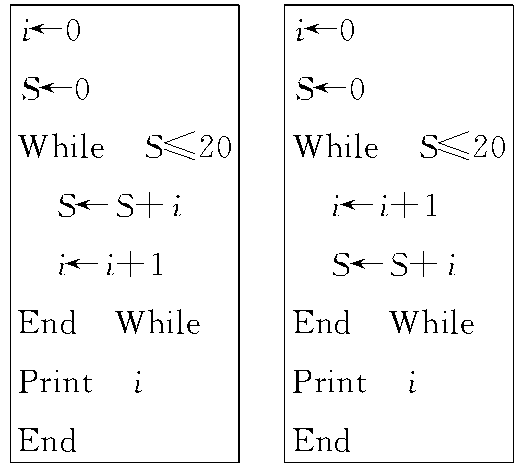 i←0
S←0
While S≤20
S←S+i
i←i+1
End While
Print i
End
i←0
S←0
While S≤20
i←i+1
S←S+i
End While
Print i
End